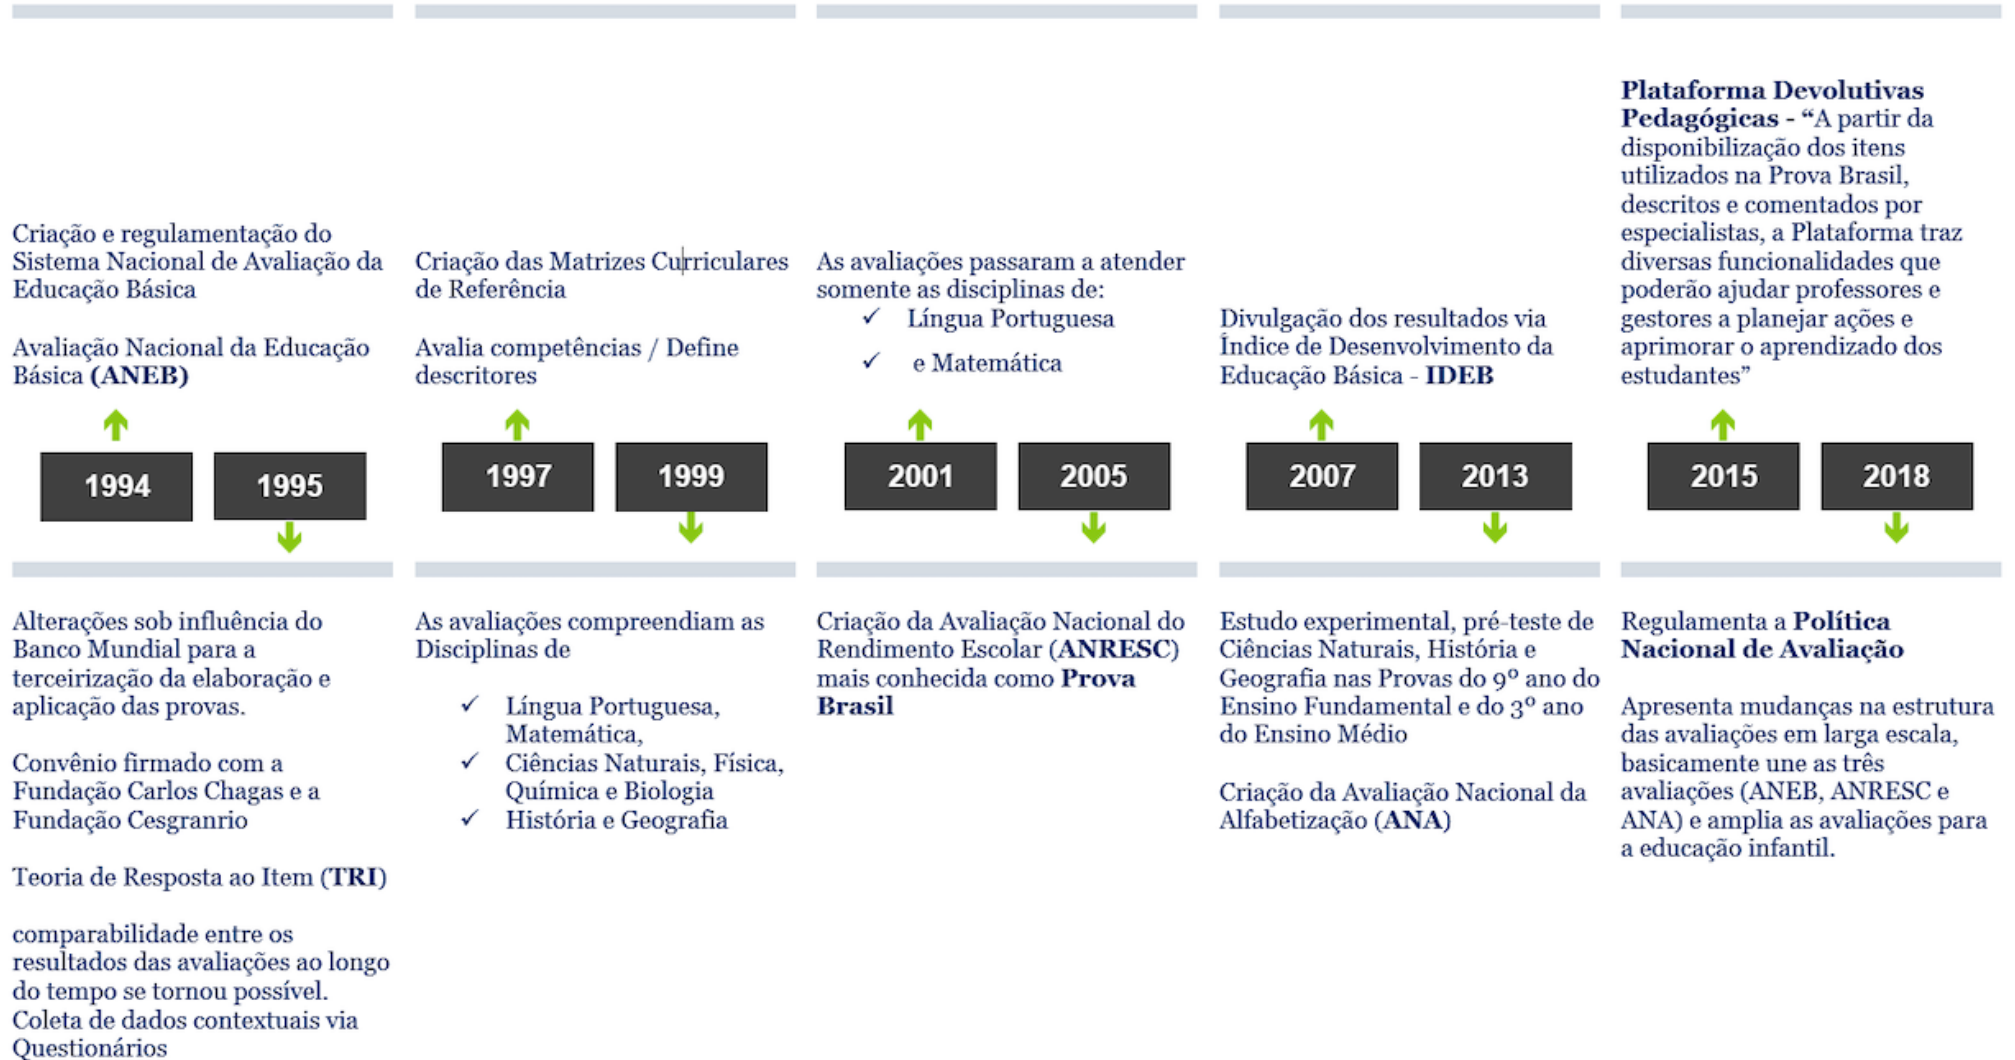 Criação e regulamentação do
Sistema Nacional de Avaliação da
Educação Básica
Avaliação Nacional da Educação
Básica (ANEB)
Criação das Matrizes Curriculares
de Referência
Avalia competências / Define
descritores
As avaliações passaram a atender
somente as disciplinas de:
✓ Língua Portuguesa
✓ e Matemática
Divulgação dos resultados via
Índice de Desenvolvimento da
Educação Básica - IDEB
Plataforma Devolutivas
Pedagógicas - “A partir da
disponibilização dos itens
utilizados na Prova Brasil,
descritos e comentados por
especialistas, a Plataforma traz
diversas funcionalidades que
poderão ajudar professores e
gestores a planejar ações e
aprimorar o aprendizado dos
estudantes”
1994
1995
1997
1999
2001
2005
2007
2013
2015
2018
Alterações sob influência do
Banco Mundial para a
terceirização da elaboração e
aplicação das provas.
Convênio firmado com a
Fundação Carlos Chagas e a
Fundação Cesgranrio
Teoria de Resposta ao Item (TRI)
comparabilidade entre os
resultados das avaliações ao longo
do tempo se tornou possível.
Coleta de dados contextuais via
Questionários
As avaliações compreendiam as
Disciplinas de
✓ Língua Portuguesa,
Matemática,
✓ Ciências Naturais, Física,
Química e Biologia
✓ História e Geografia
Criação da Avaliação Nacional do
Rendimento Escolar (ANRESC)
mais conhecida como Prova
Brasil
Estudo experimental, pré-teste de
Ciências Naturais, História e
Geografia nas Provas do 9º ano do
Ensino Fundamental e do 3º ano
do Ensino Médio
Criação da Avaliação Nacional da
Alfabetização (ANA)
Regulamenta a Política
Nacional de Avaliação
Apresenta mudanças na estrutura
das avaliações em larga escala,
basicamente une as três
avaliações (ANEB, ANRESC e
ANA) e amplia as avaliações para
a educação infantil.